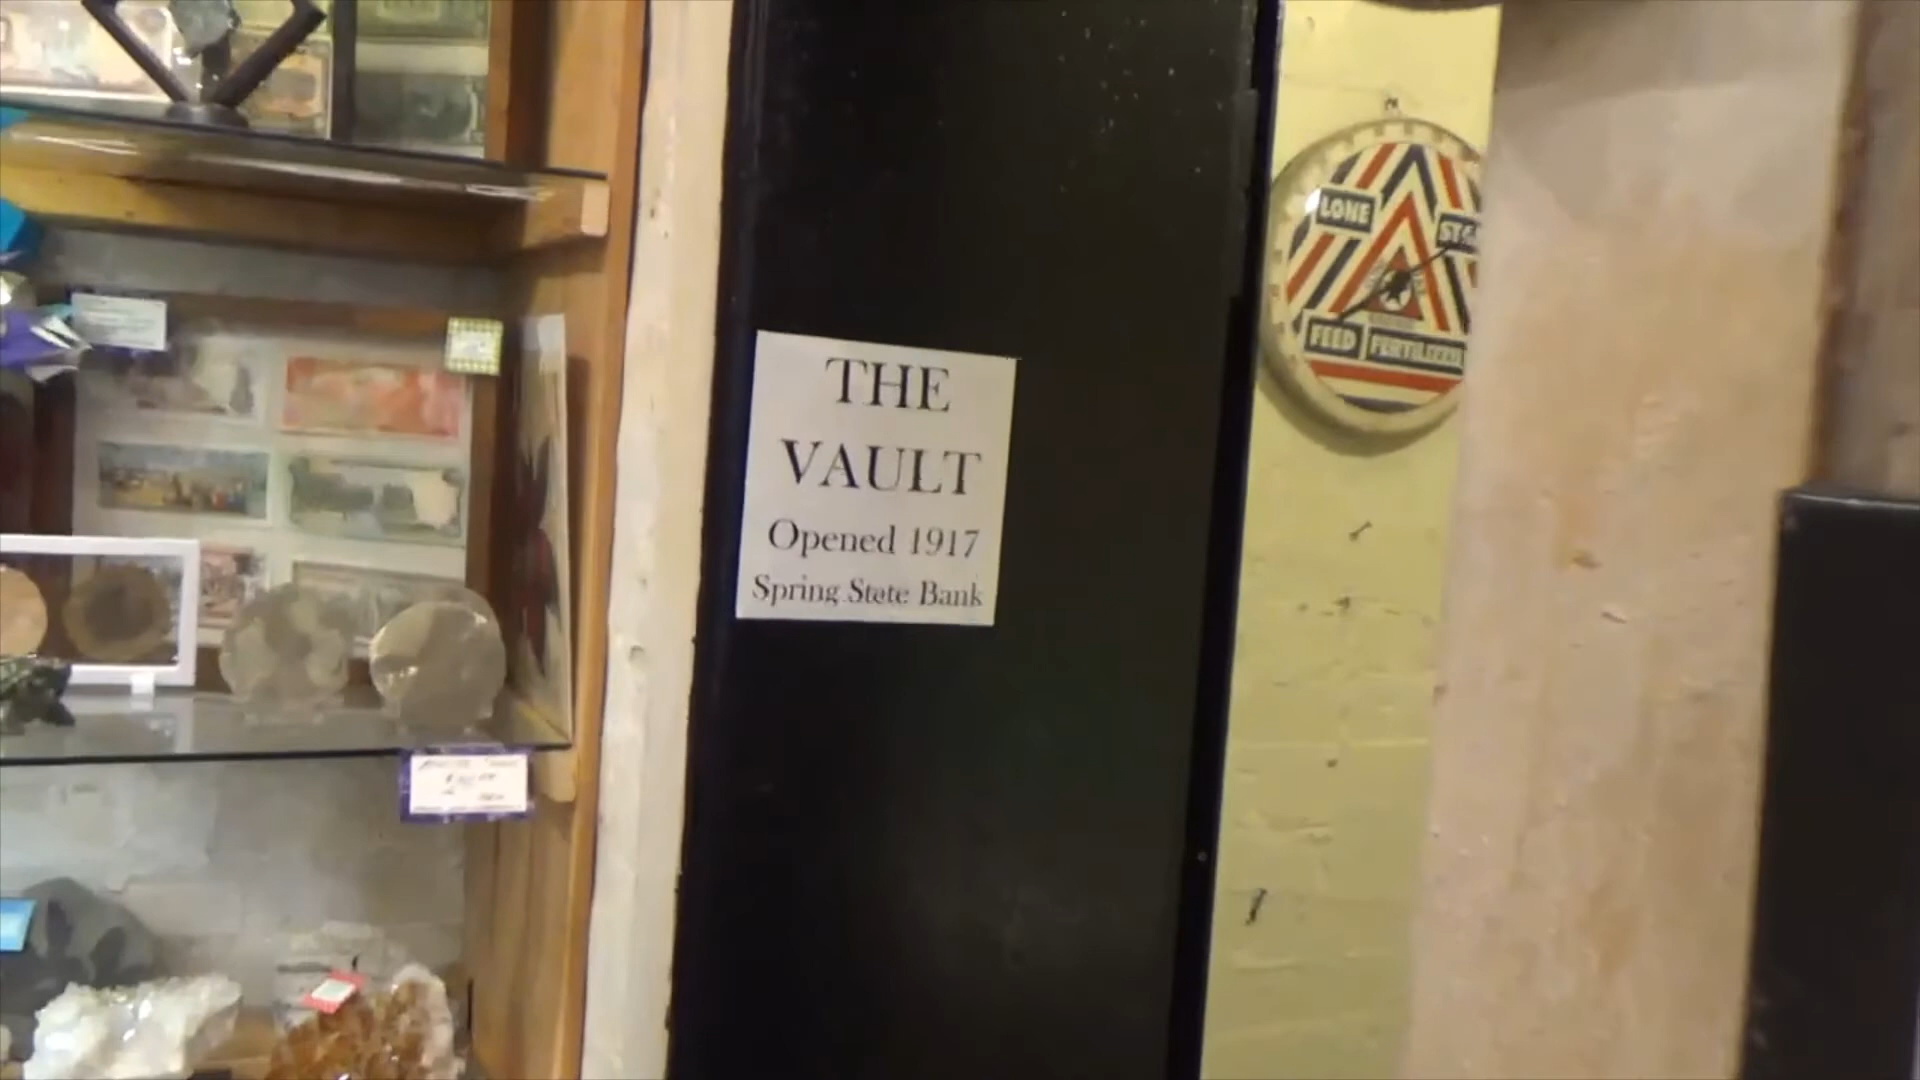 THE
VAULT
Opened 1917
Spring State Bank
LONE
FEED FERTILIZER